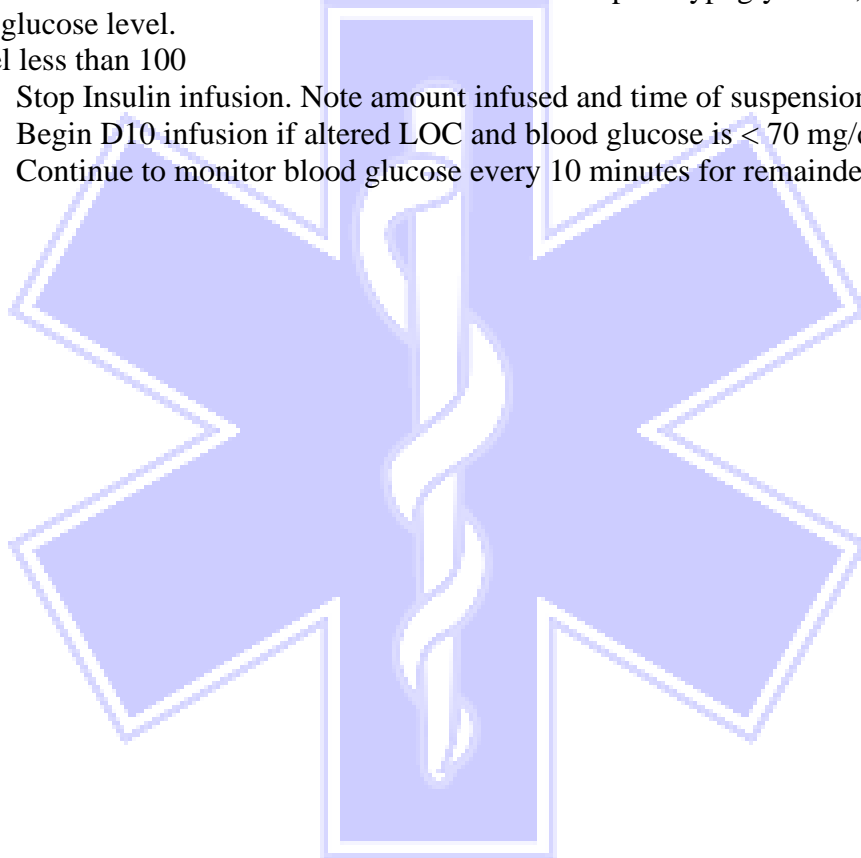 glucose level.
less than 100
Stop Insulin infusion. Note amount infused and time of suspension
Begin D10 infusion if altered LOC and blood glucose is < 70 mg/
Continue to monitor blood glucose every 10 minutes for